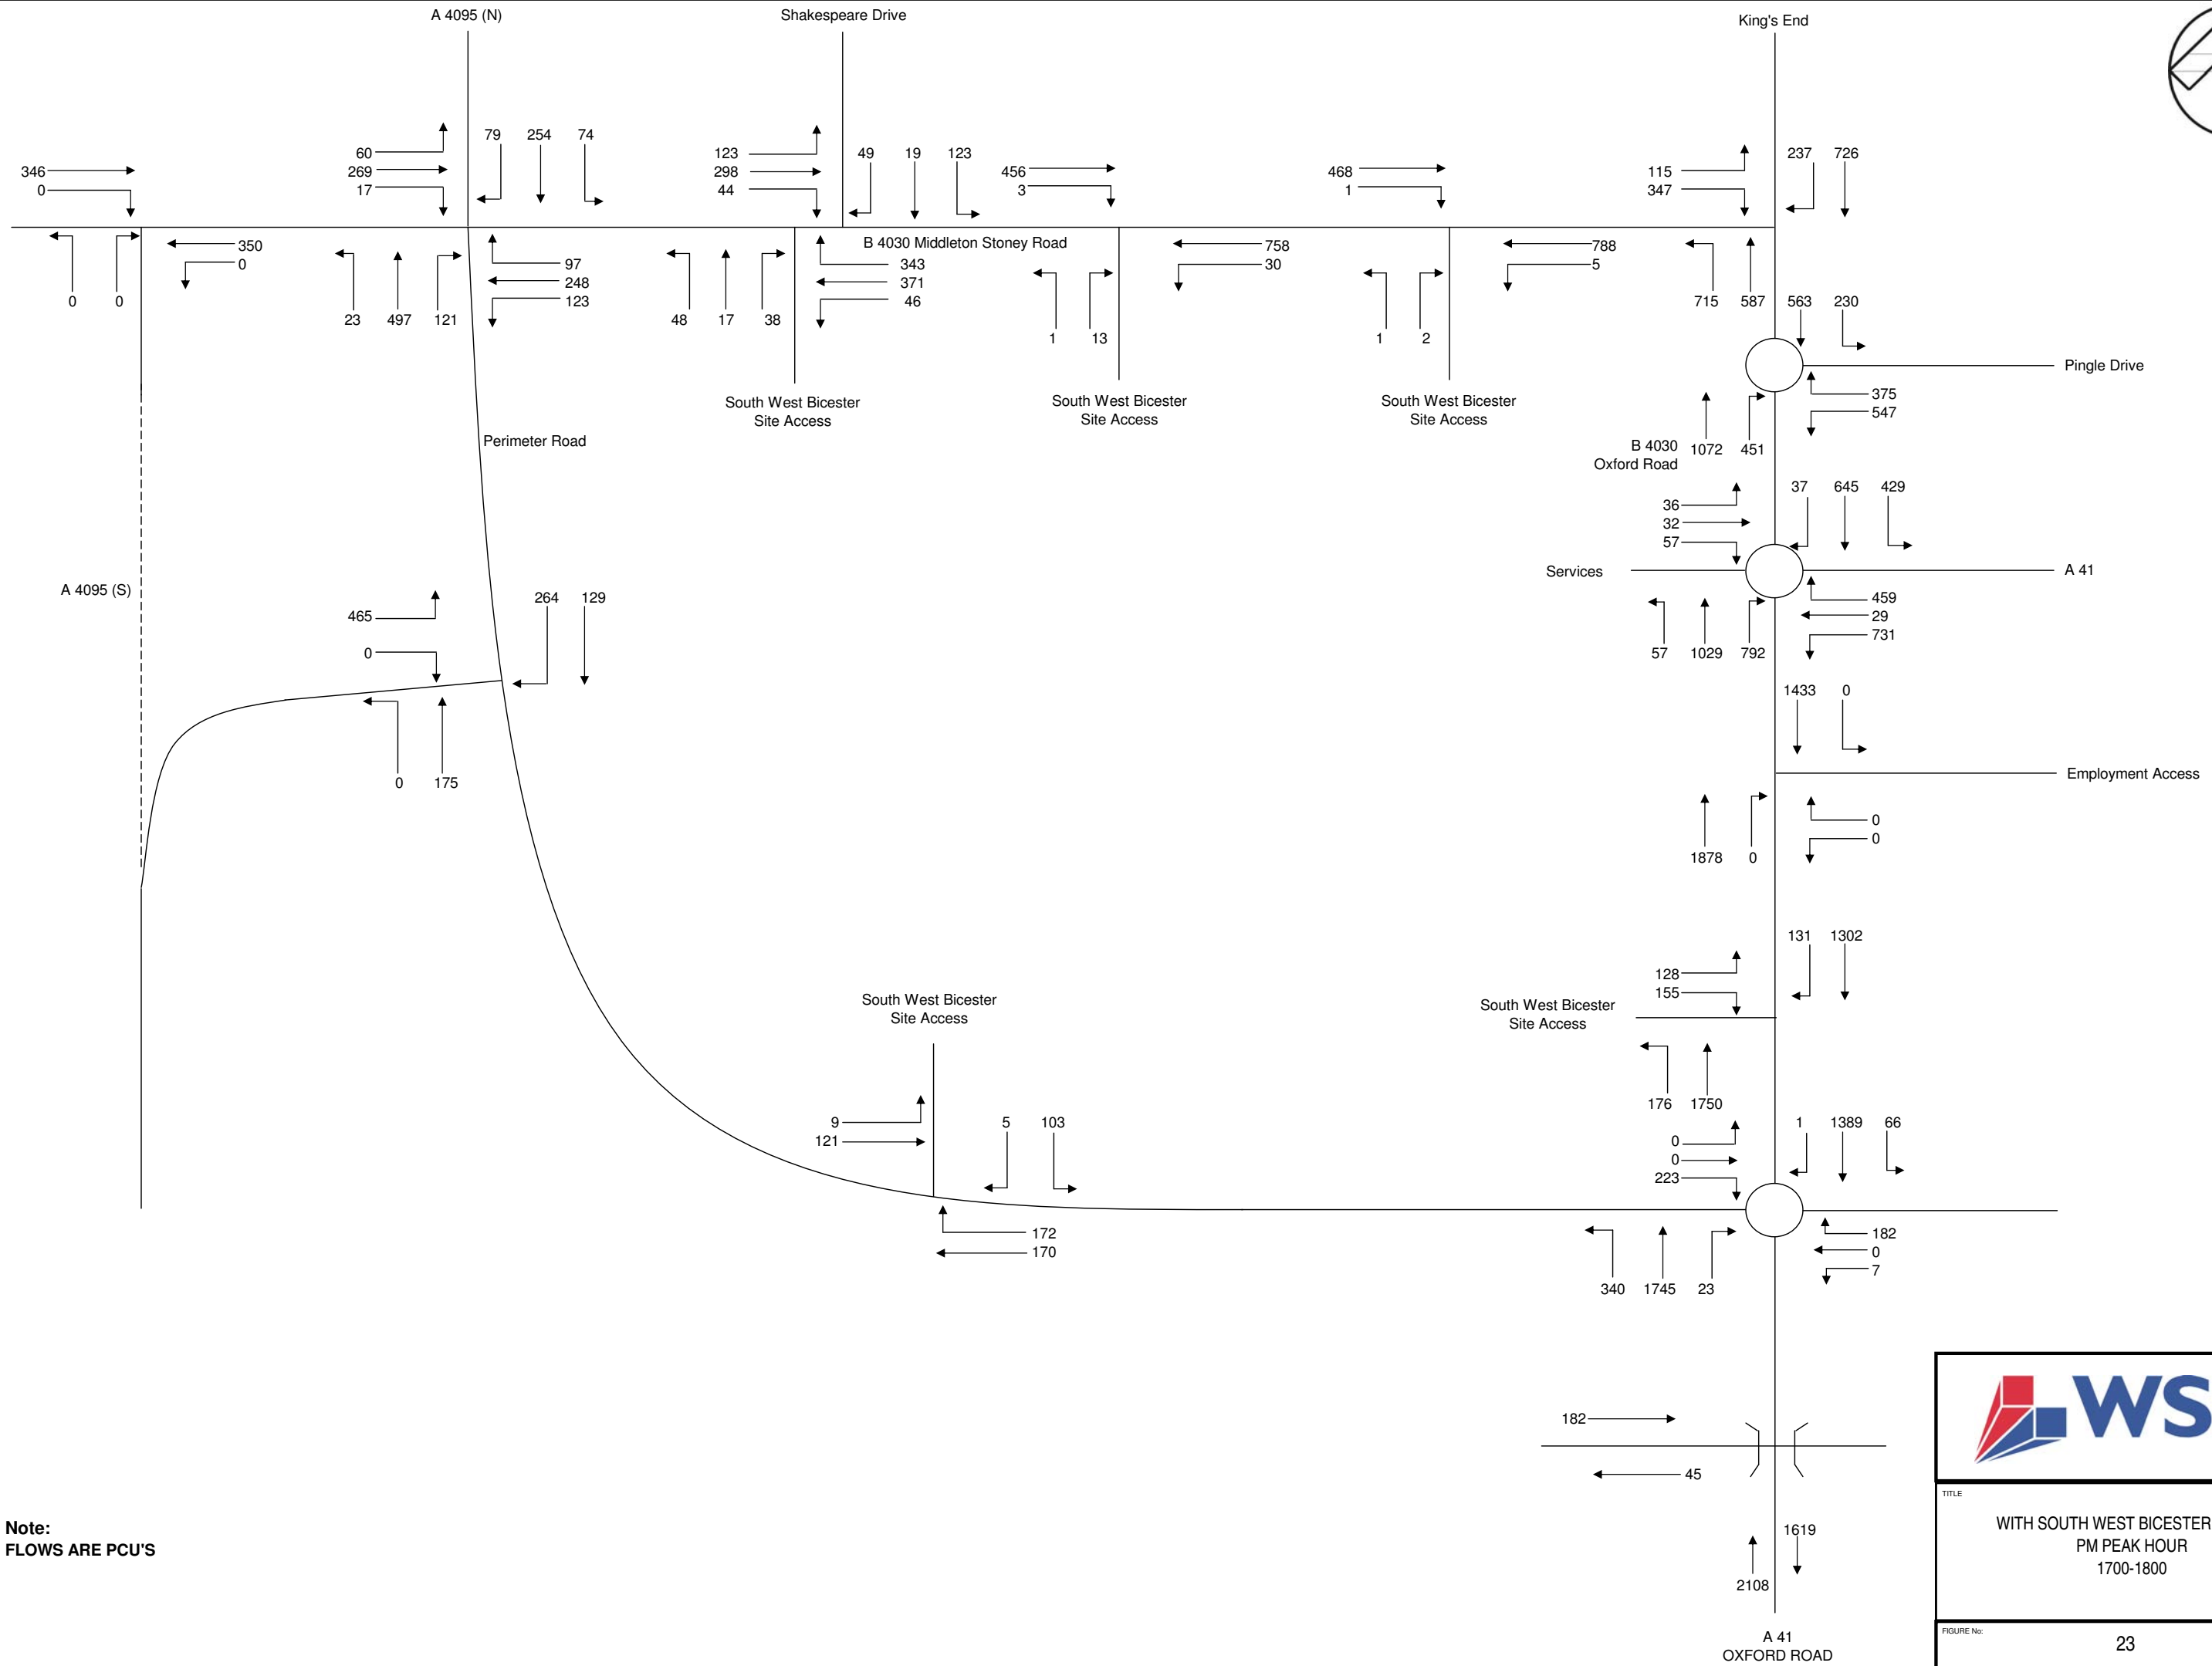 A 4095 (N)
Shakespeare Drive
King's End
79 254 74
60
269
17
346
0
123
298
44
49 19 123
456
3
468
1
115
347
237 726
B 4030 Middleton Stoney Road
350
0
0 0
97
248
123
23 497 121
343
371
46
48 17 38
758
30
1 13
788
5
1 2
715 587 563 230
South West Bicester
Site Access
South West Bicester
Site Access
South West Bicester
Site Access
Pingle Drive
375
547
B 4030
Oxford Road
1072 451
Perimeter Road
36
32
57
37 645 429
Services
A 41
A 4095 (S)
465
0
264 129
459
29
731
57 1029 792
1433 0
0 175
Employment Access
0
0
1878 0
131 1302
128
155
South West Bicester
Site Access
South West Bicester
Site Access
176 1750
9
121
5 103
0
0
223
1 1389 66
172
170
182
0
7
340 1745 23
182
45
1619
2108
A 41
OXFORD ROAD
Note:
FLOWS ARE PCU'S
WS
TITLE
WITH SOUTH WEST BICESTER
PM PEAK HOUR
1700-1800
FIGURE No:
23